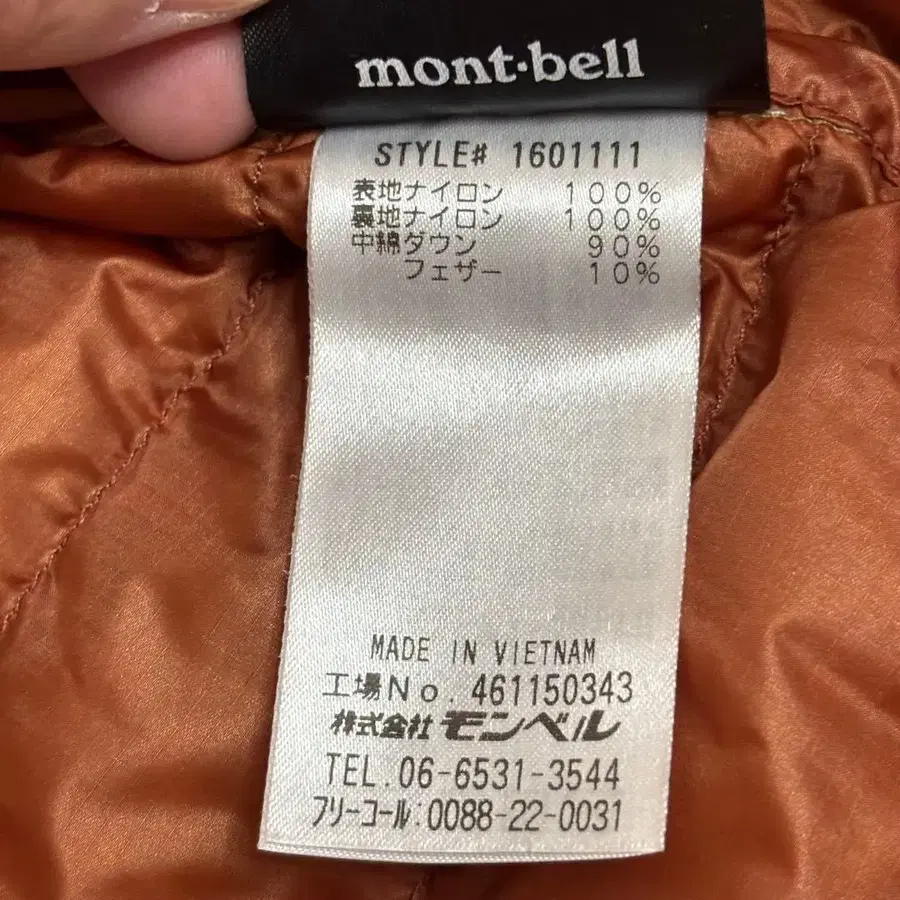 mont·bell
STYLE# 1601111
表地ナイロン 100%
裏地ナイロン 100%
中綿ダウン 90%
フェザー 10%
MADE IN VIETNAM
工場No. 461150343
株式会社 モンベル
TEL.06-6531-3544
フリーコール:0088-22-0031